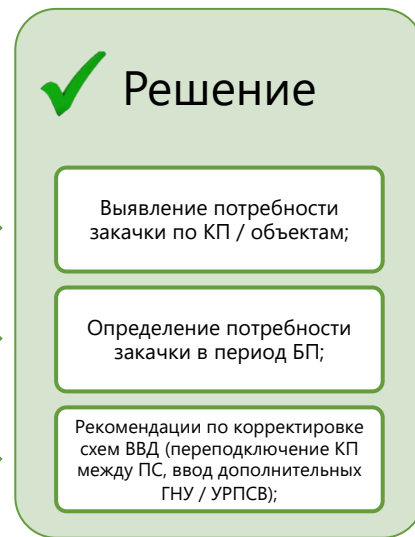 Решение
Выявление потребности
закачки по КП / объектам;
Определение потребности
закачки в период БП;
Рекомендации по корректировке
схем ВВД (переподключение КП
между ПС, ввод дополнительных
ГНУ / УРПСВ);